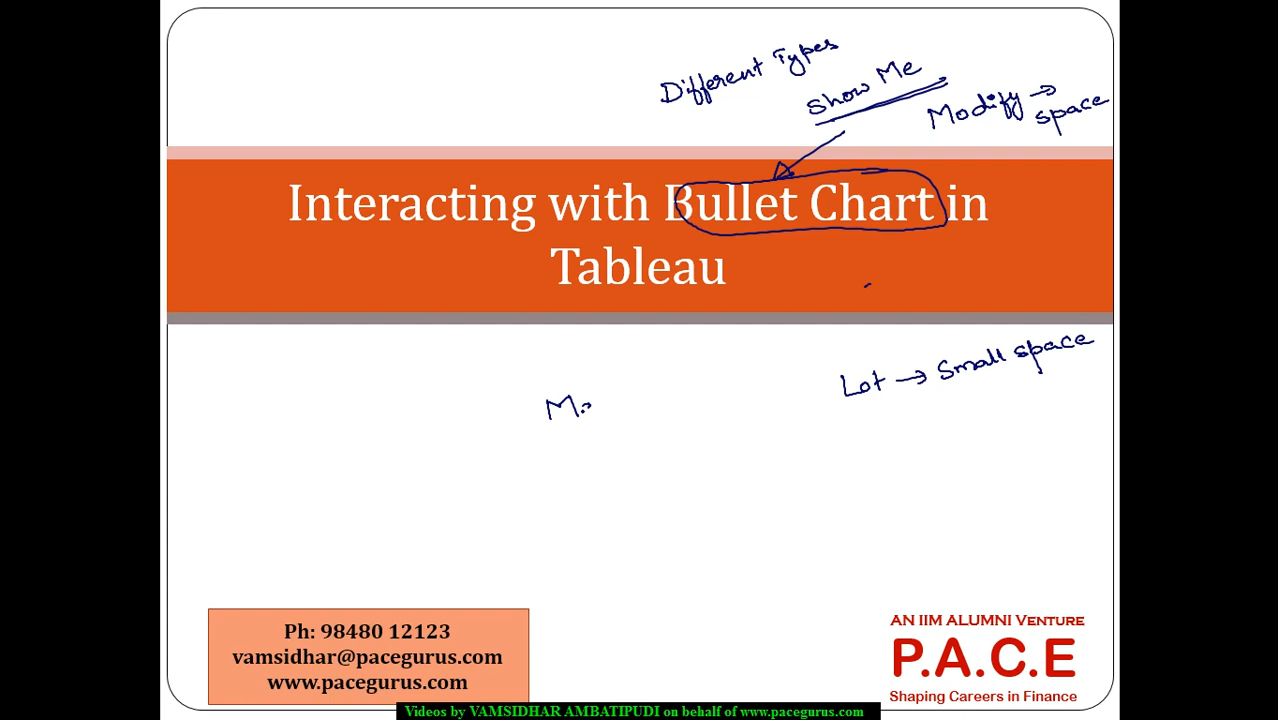 Different Types
Show Me
Modify →
space
Interacting with Bullet Chart in
Tableau
Lot → Small space
M
Ph: 98480 12123
vamsidhar@pacegurus.com
www.pacegurus.com
AN IIM ALUMNI VENTURE
P.A.C.E
Shaping Careers in Finance
Videos by VAMSIDHAR AMBATIPUDI on behalf of www.pacegurus.com